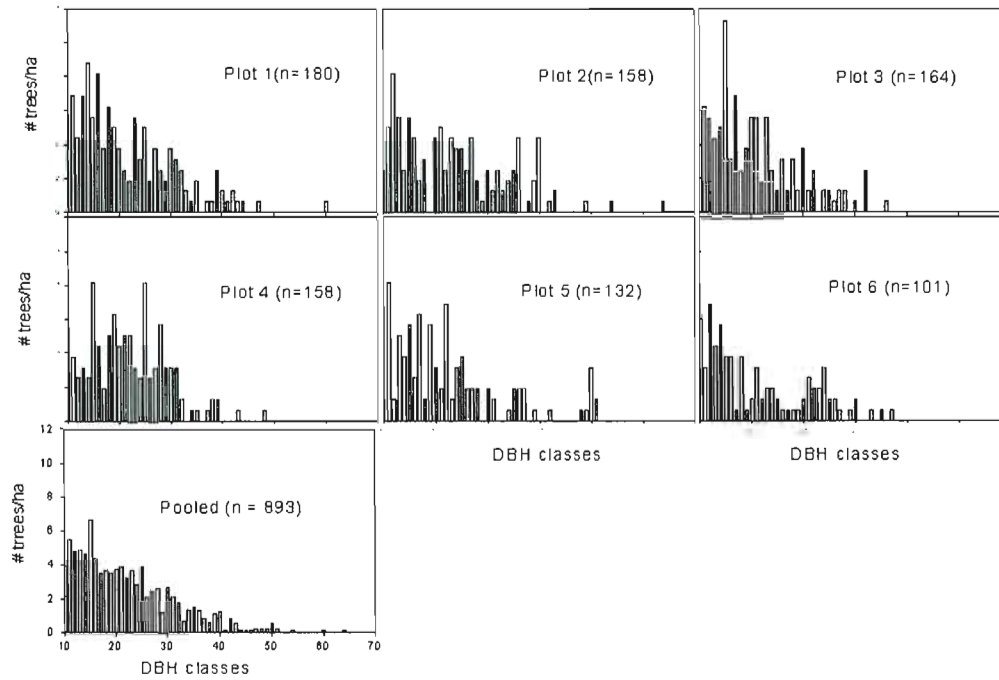 # trees/ha
Plot 1(n=180)
Plot 2(n=158)
Plot 3 (n=164)
# trees/ha
Plot 4 (n=158)
Plot 5 (n=132)
Plot 6 (n=101)
DBH classes
DBH classes
# trrees/ha
12
10
8
6
4
2
0
Pooled (n = 893)
10 20 30 40 50 60 70
DBH classes